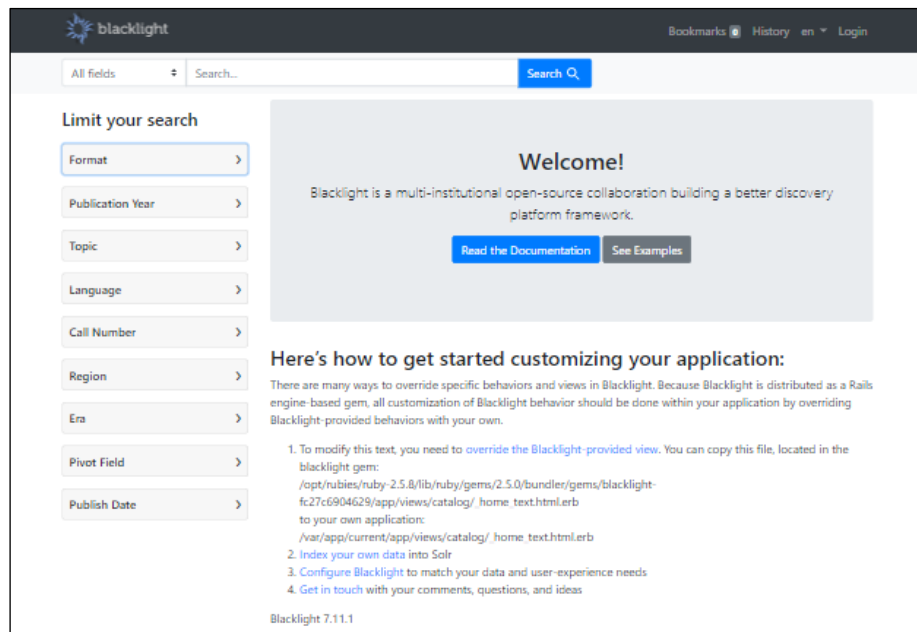 blacklight
Bookmarks 0 History en Login
All fields
Search...
Search
Limit your search
Format
Publication Year
Topic
Language
Call Number
Region
Era
Pivot Field
Publish Date
Welcome!
Blacklight is a multi-institutional open-source collaboration building a better discovery
platform framework.
Read the Documentation
See Examples
Here's how to get started customizing your application:
There are many ways to override specific behaviors and views in Blacklight. Because Blacklight is distributed as a Rails
engine-based gem, all customization of Blacklight behavior should be done within your application by overriding
Blacklight-provided behaviors with your own.
1. To modify this text, you need to override the Blacklight-provided view. You can copy this file, located in the
blacklight gem:
/opt/rubies/ruby-2.5.8/lib/ruby/gems/2.5.0/bundler/gems/blacklight-
fc27c6904629/app/views/catalog/_home_text.html.erb
to your own application:
/var/app/current/app/views/catalog/_home_text.html.erb
2. Index your own data into Solr
3. Configure Blacklight to match your data and user-experience needs
4. Get in touch with your comments, questions, and ideas
Blacklight 7.11.1